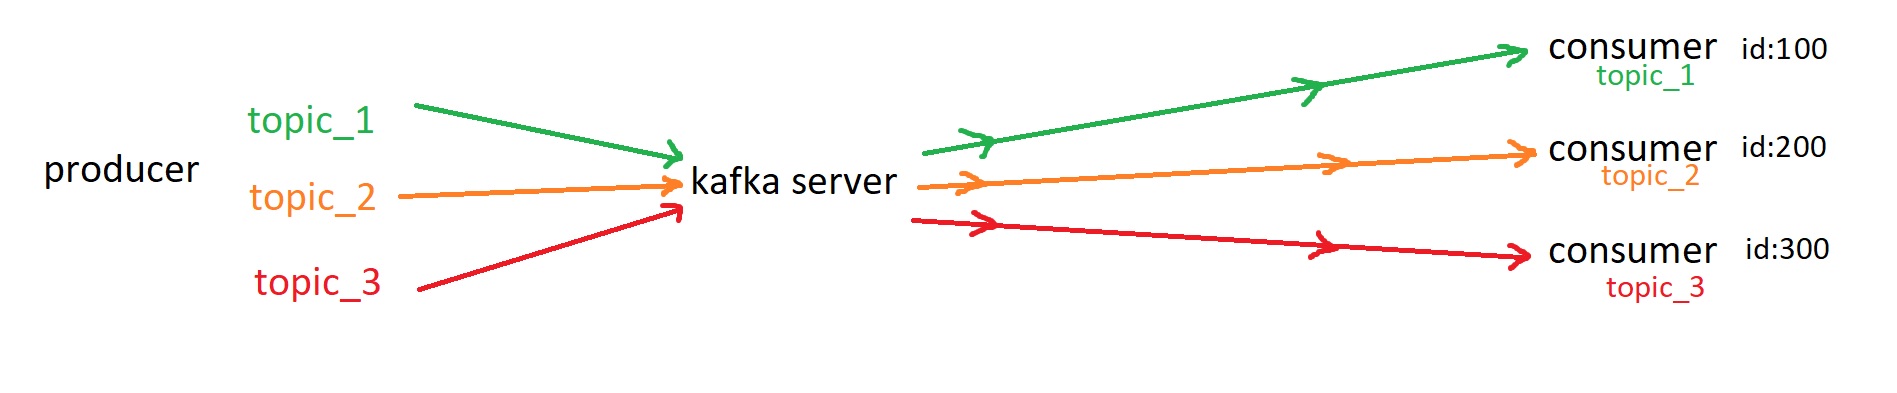 producer
topic_1
topic_2
topic_3
kafka server
consumer id:100
topic_1
consumer id:200
topic_2
consumer id:300
topic_3